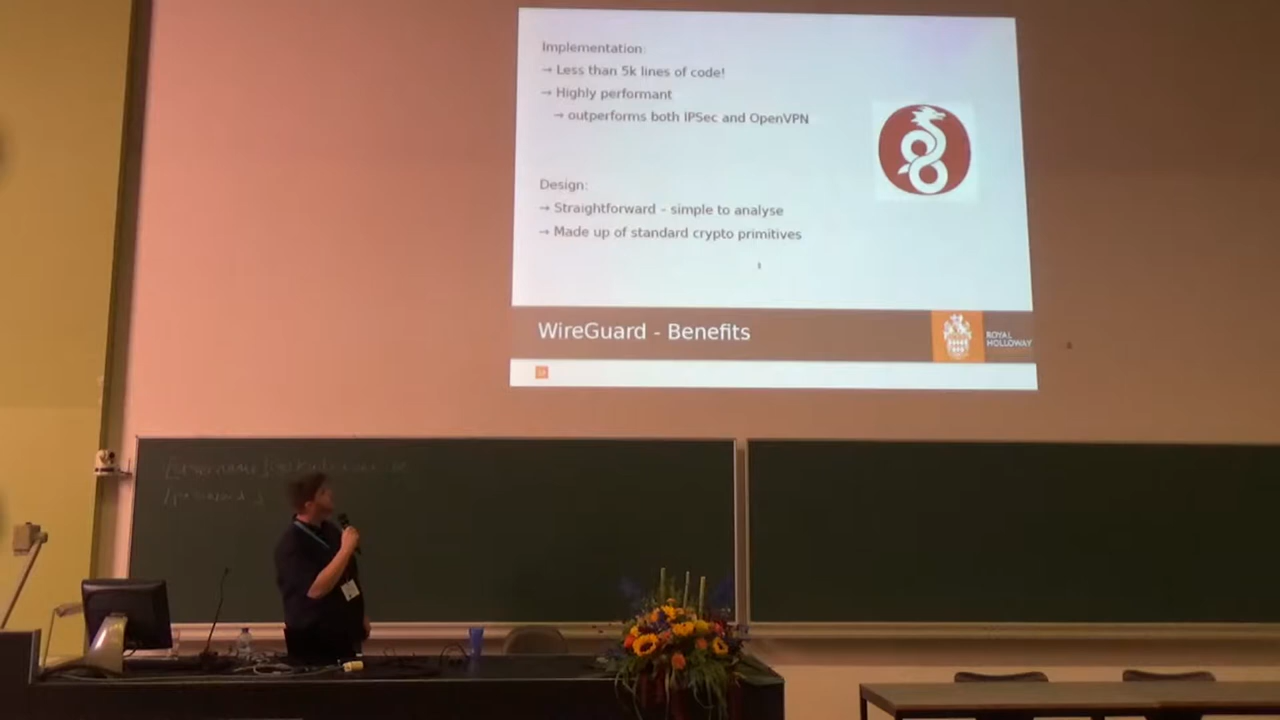 Implementation:
→ Less than 5k lines of code!
→ Highly performant
→ outperforms both IPSec and OpenVPN
Design:
→ Straightforward – simple to analyse
→ Made up of standard crypto primitives
WireGuard - Benefits
ROYAL
HOLLOWAY